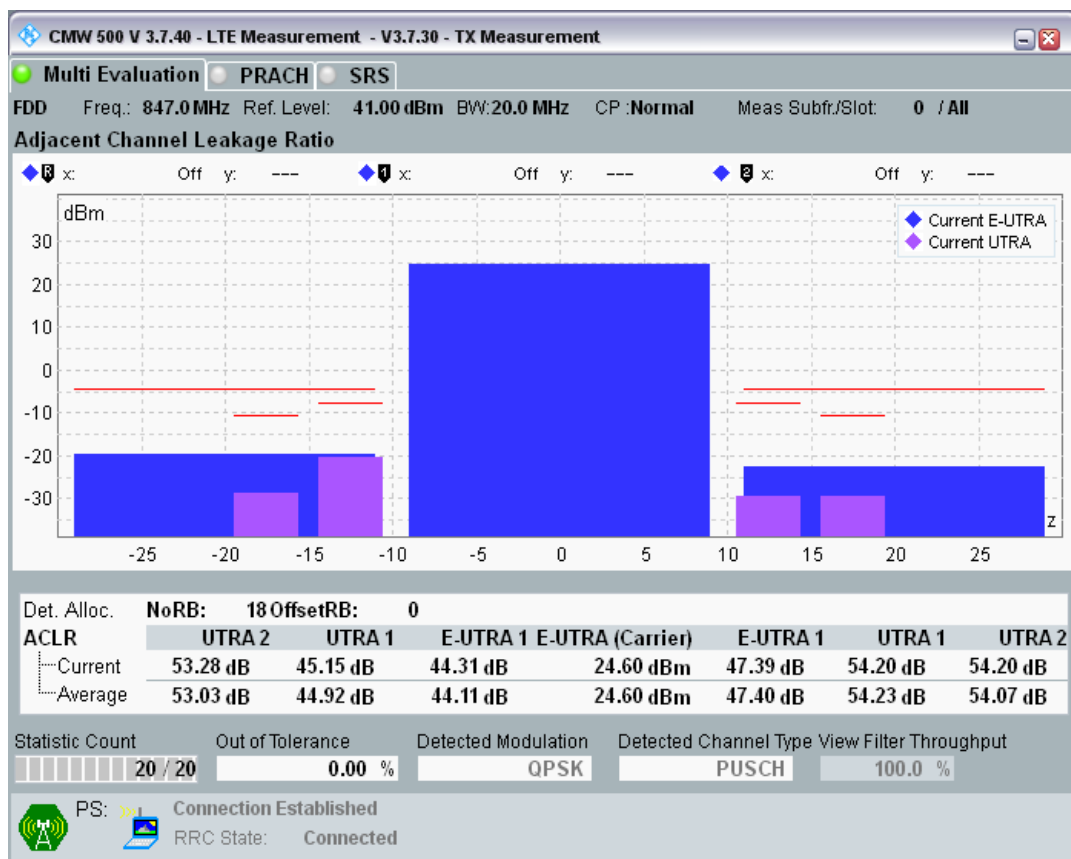 CMW 500 V 3.7.40 - LTE Measurement - V3.7.30 - TX Measurement
Multi Evaluation PRACH SRS
FDD Freq.: 847.0 MHz Ref. Level: 41.00 dBm BW:20.0 MHz CP :Normal Meas Subfr./Slot: 0 / All
Adjacent Channel Leakage Ratio
R x: Off y: --- 1 x: Off y: --- 2 x: Off y: ---
dBm
Current E-UTRA
Current UTRA
30
20
10
0
-10
-20
-30
z
-25 -20 -15 -10 -5 0 5 10 15 20 25
Det. Alloc. NoRB: 18 OffsetRB: 0
ACLR UTRA 2 UTRA 1 E-UTRA 1 E-UTRA (Carrier) E-UTRA 1 UTRA 1 UTRA 2
Current 53.28 dB 45.15 dB 44.31 dB 24.60 dBm 47.39 dB 54.20 dB 54.20 dB
Average 53.03 dB 44.92 dB 44.11 dB 24.60 dBm 47.40 dB 54.23 dB 54.07 dB
Statistic Count Out of Tolerance Detected Modulation Detected Channel Type View Filter Throughput
20 / 20 0.00 % QPSK PUSCH 100.0 %
PS: Connection Established
RRC State: Connected